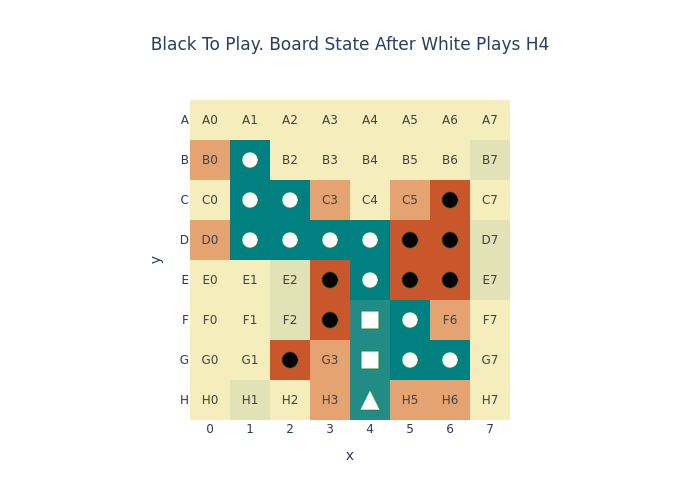 Black To Play. Board State After White Plays H4
A A0 A1 A2 A3 A4 A5 A6 A7
B B0 B2 B3 B4 B5 B6 B7
C C0 C3 C4 C5 C7
D D0 D7
E E0 E1 E2 E7
y
F F0 F1 F2 F6 F7
G G0 G1 G3 G7
H H0 H1 H2 H3 H5 H6 H7
0 1 2 3 4 5 6 7
x